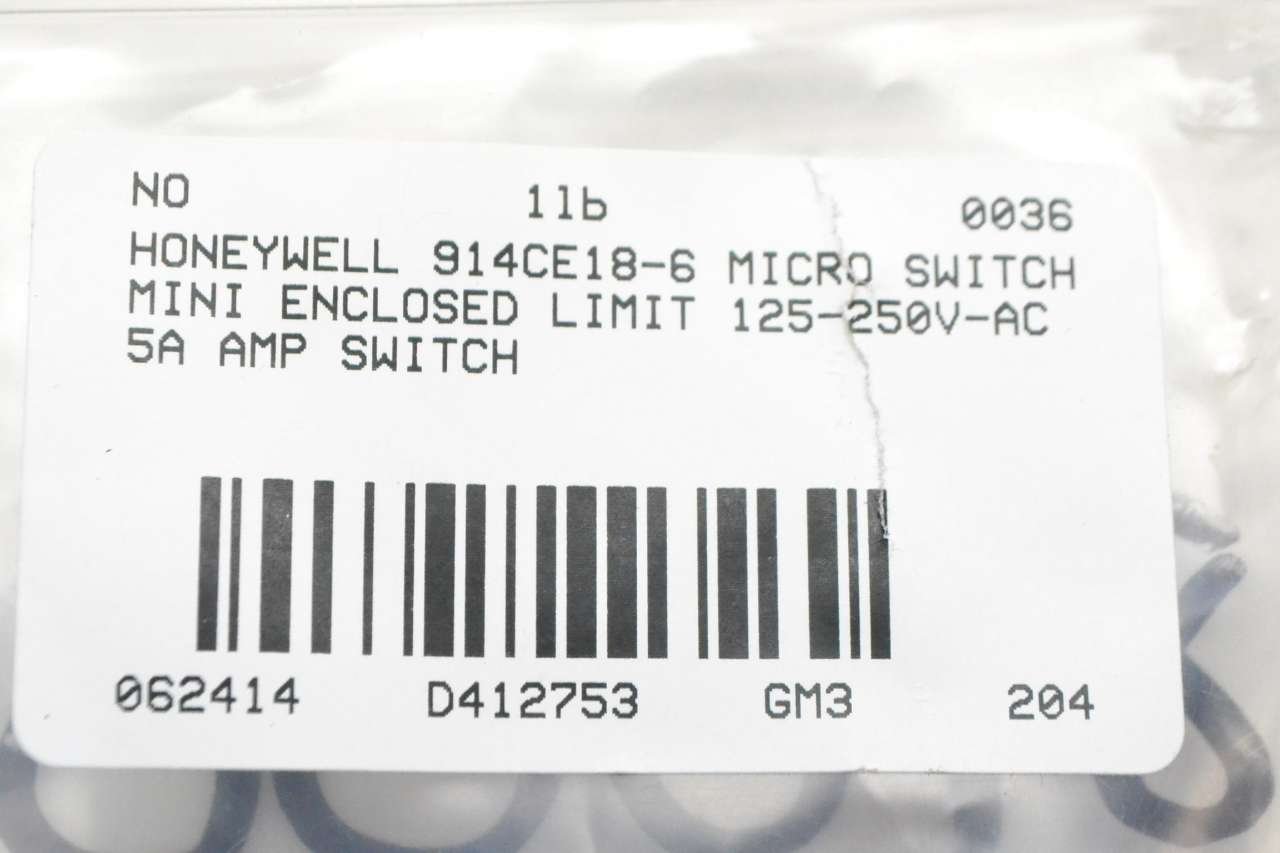 NO 1lb 0036
HONEYWELL 914CE18-6 MICRO SWITCH
MINI ENCLOSED LIMIT 125-250V-AC
5A AMP SWITCH
062414 D412753 GM3 204